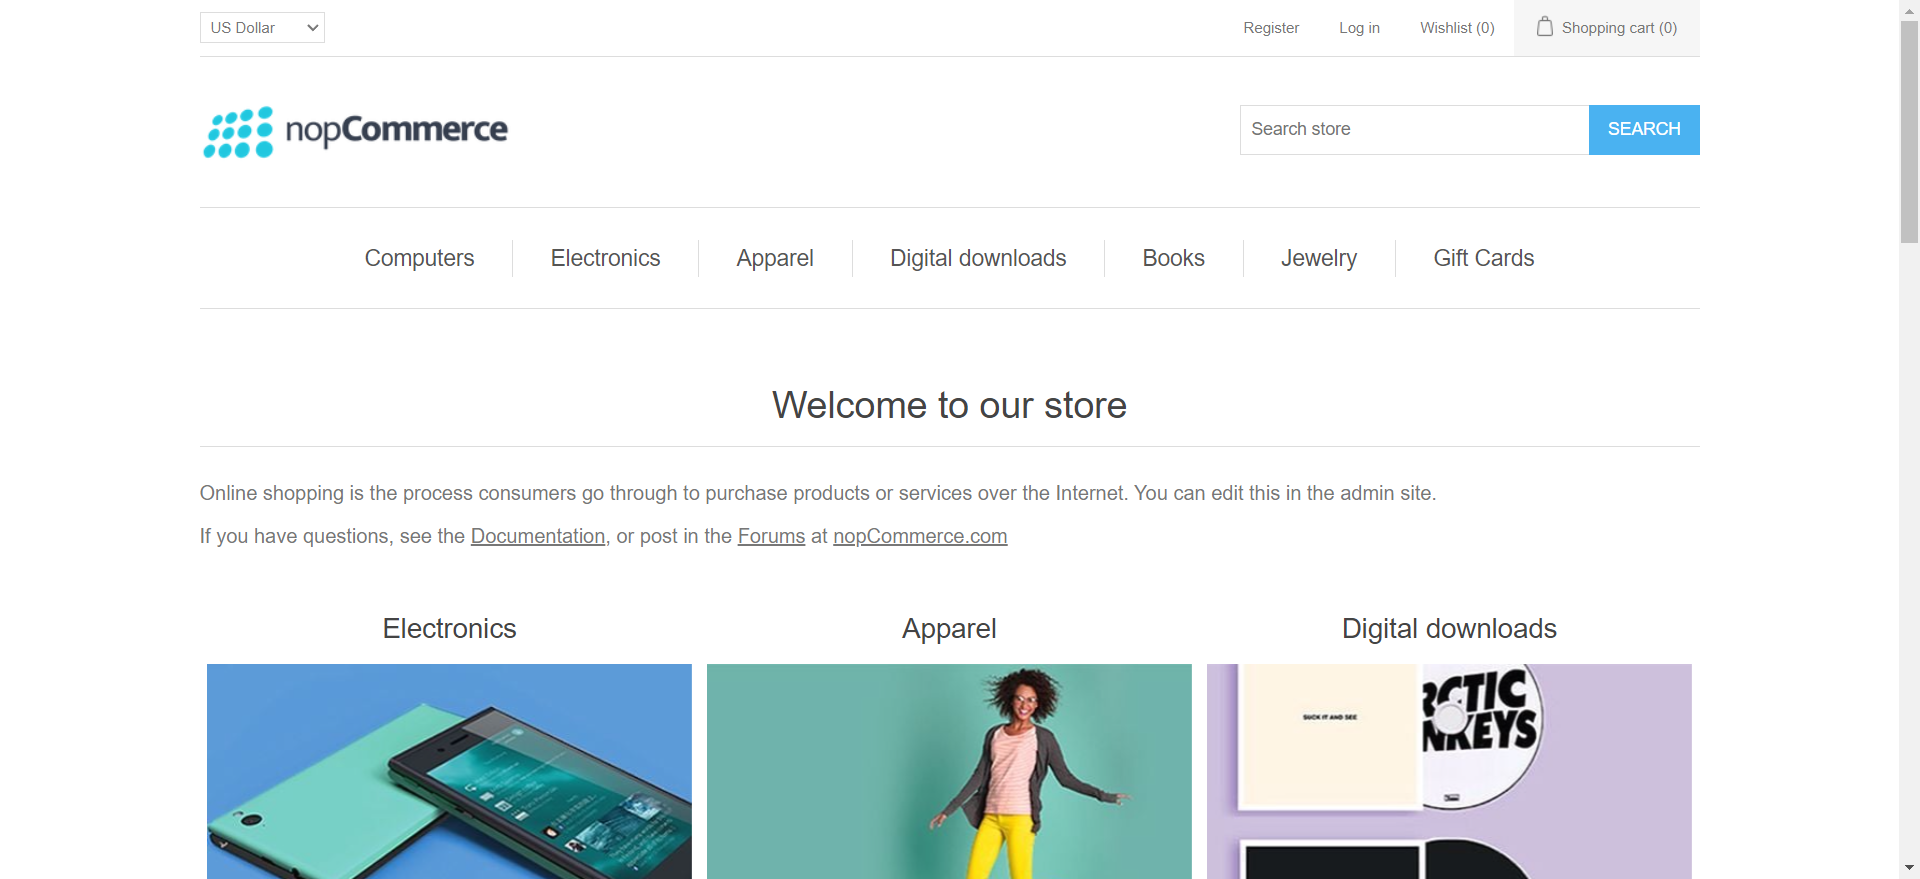 US Dollar
Register
Log in
Wishlist (0)
Shopping cart (0)
nopCommerce
Search store
SEARCH
Computers
Electronics
Apparel
Digital downloads
Books
Jewelry
Gift Cards
Welcome to our store
Online shopping is the process consumers go through to purchase products or services over the Internet. You can edit this in the admin site.
If you have questions, see the Documentation, or post in the Forums at nopCommerce.com
Electronics
Apparel
Digital downloads
SUCK IT AND SEE